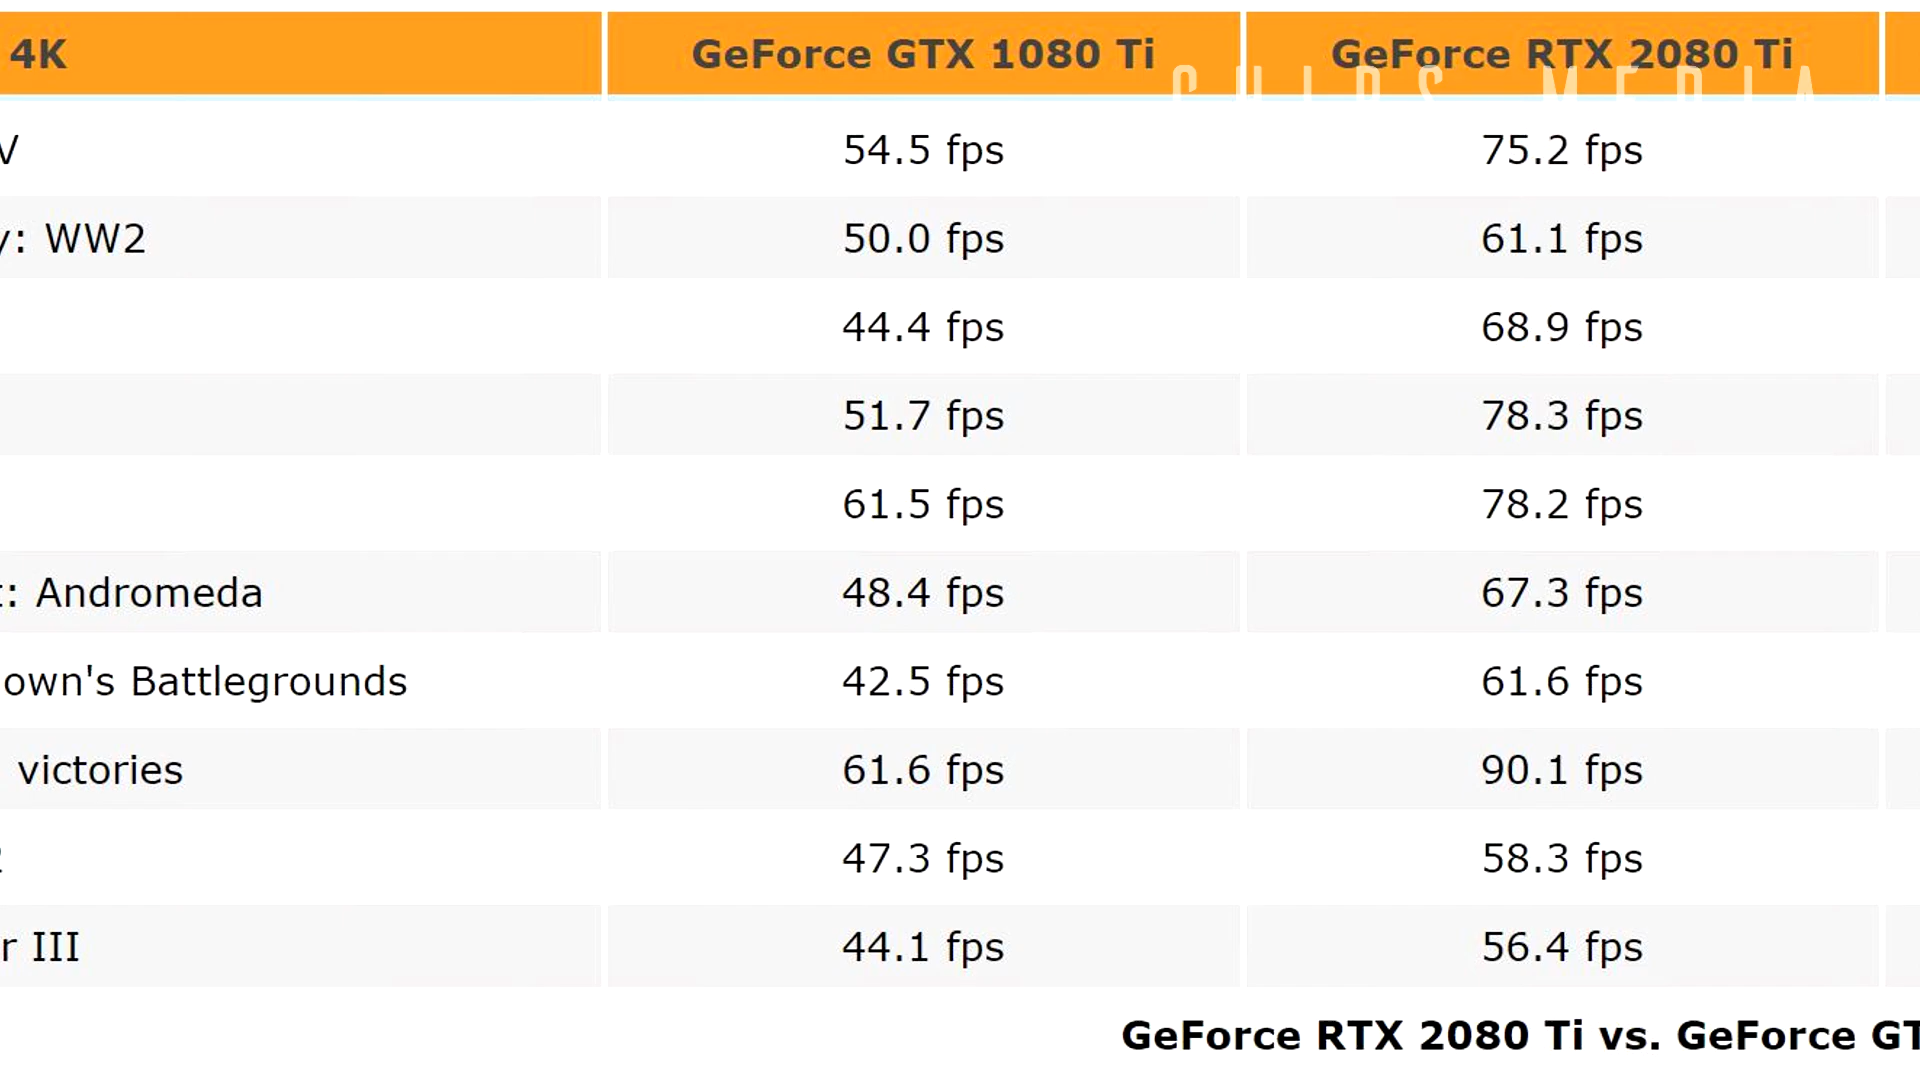 4K GeForce GTX 1080 Ti GeForce RTX 2080 Ti
CHIPS MEDIA
V 54.5 fps 75.2 fps
y: WW2 50.0 fps 61.1 fps
44.4 fps 68.9 fps
51.7 fps 78.3 fps
61.5 fps 78.2 fps
t: Andromeda 48.4 fps 67.3 fps
own's Battlegrounds 42.5 fps 61.6 fps
victories 61.6 fps 90.1 fps
2 47.3 fps 58.3 fps
r III 44.1 fps 56.4 fps
GeForce RTX 2080 Ti vs. GeForce GT